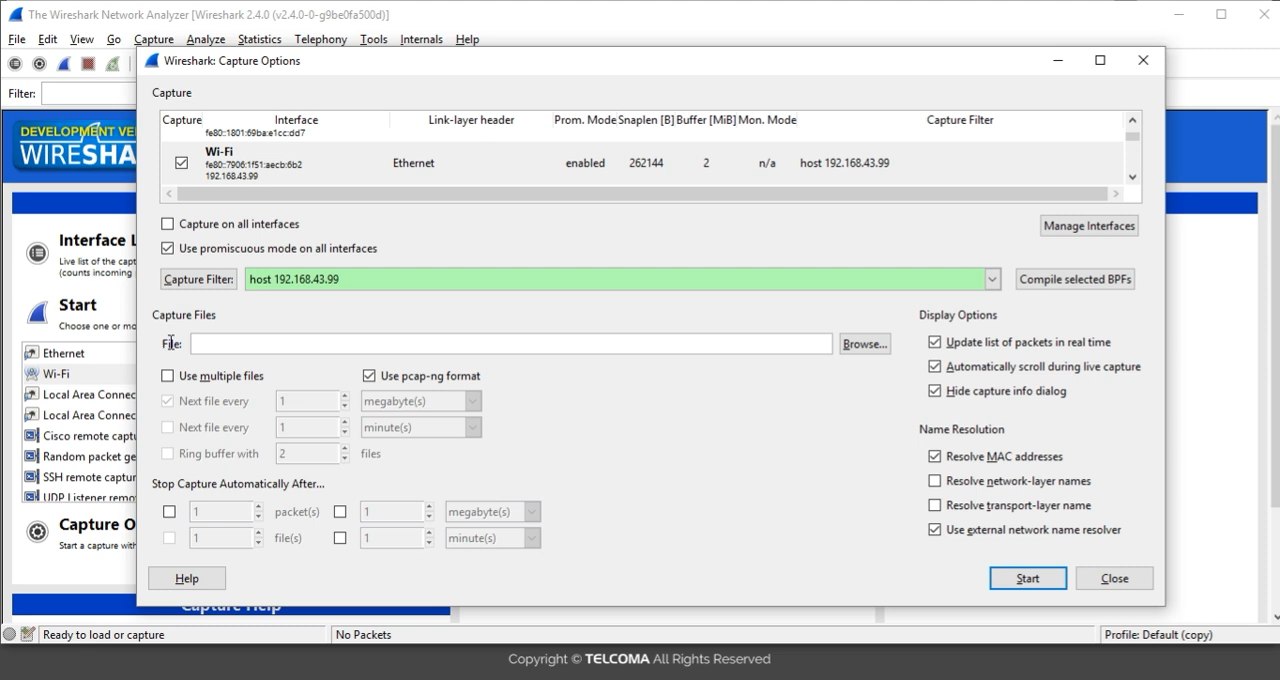 The Wireshark Network Analyzer [Wireshark 2.4.0 (v2.4.0-0-g9be0fa500d)]
File Edit View Go Capture Analyze Statistics Telephony Tools Internals Help
Wireshark: Capture Options
Filter:
Capture
Capture Interface Link-layer header Prom. Mode Snaplen [B] Buffer [MiB] Mon. Mode Capture Filter
fe80::1801:69ba:e1cc:dd7
Wi-Fi
fe80::7906:1f51:aecb:6b2
192.168.43.99
Ethernet enabled 262144 2 n/a host 192.168.43.99
Capture on all interfaces
Manage Interfaces
Use promiscuous mode on all interfaces
Capture Filter: host 192.168.43.99 Compile selected BPFs
Capture Files
File: Browse...
Use multiple files Use pcap-ng format
Next file every 1 megabyte(s)
Next file every 1 minute(s)
Ring buffer with 2 files
Stop Capture Automatically After...
1 packet(s) 1 megabyte(s)
1 file(s) 1 minute(s)
Display Options
Update list of packets in real time
Automatically scroll during live capture
Hide capture info dialog
Name Resolution
Resolve MAC addresses
Resolve network-layer names
Resolve transport-layer name
Use external network name resolver
Help Start Close
DEVELOPMENT VE
WIRESHA
Interface L
Live list of the capt
(counts incoming
Start
Choose one or mo
Ethernet
Wi-Fi
Local Area Connec
Local Area Connec
Cisco remote captu
Random packet ge
SSH remote captur
UDP Listener remo
Capture O
Start a capture with
Capture Help
Ready to load or capture No Packets Profile: Default (copy)
Copyright © TELCOMA All Rights Reserved